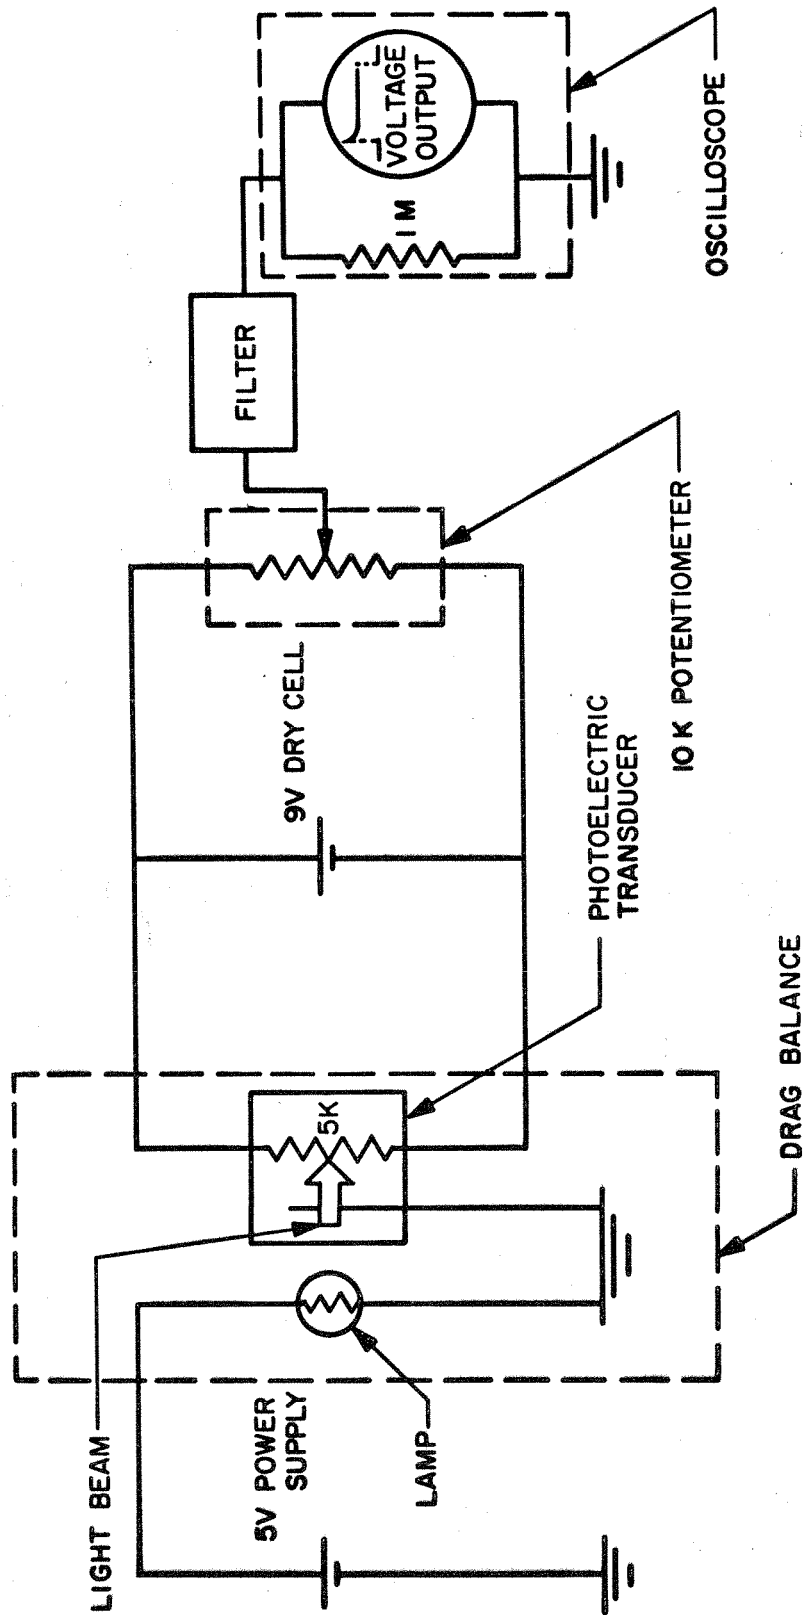 LIGHT BEAM
5V POWER
SUPPLY
LAMP
5K
DRAG BALANCE
PHOTOELECTRIC
TRANSDUCER
9V DRY CELL
10 K POTENTIOMETER
FILTER
1 M
VOLTAGE
OUTPUT
OSCILLOSCOPE